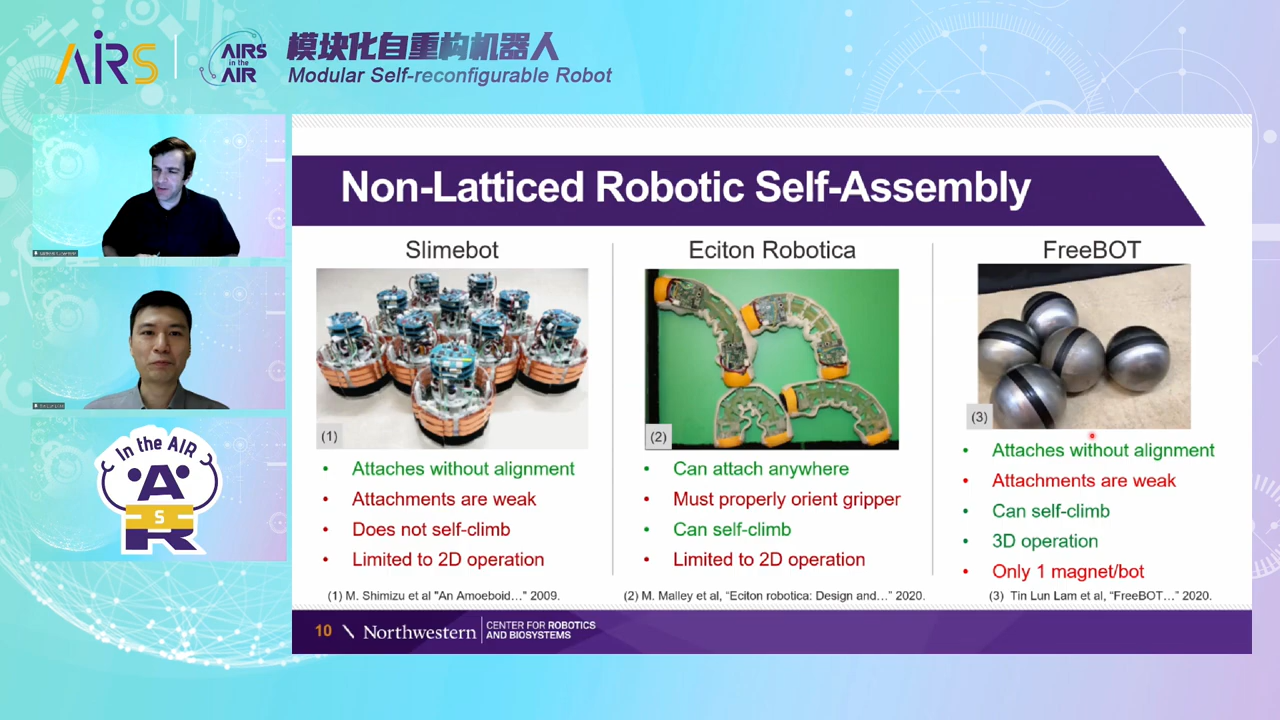 AIRS
AIRS
in the
AIR
模块化自重构机器人
Modular Self-reconfigurable Robot
Non-Latticed Robotic Self-Assembly
Slimebot
(1)
• Attaches without alignment
• Attachments are weak
• Does not self-climb
• Limited to 2D operation
(1) M. Shimizu et al "An Amoeboid…" 2009.
Eciton Robotica
(2)
• Can attach anywhere
• Must properly orient gripper
• Can self-climb
• Limited to 2D operation
(2) M. Malley et al, “Eciton robotica: Design and…” 2020.
FreeBOT
(3)
• Attaches without alignment
• Attachments are weak
• Can self-climb
• 3D operation
• Only 1 magnet/bot
(3) Tin Lun Lam et al, “FreeBOT…” 2020.
In the AIR
A
S
R
10
Northwestern
CENTER FOR ROBOTICS
AND BIOSYSTEMS